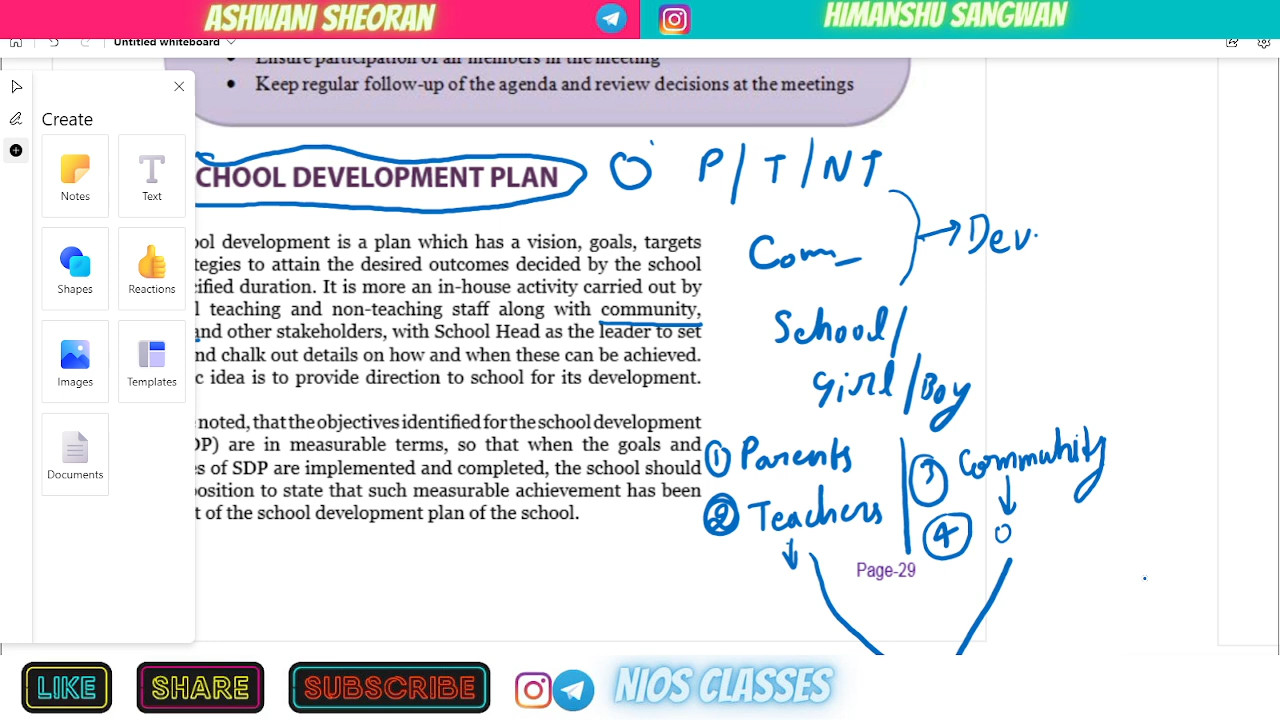 ASHWANI SHEORAN
HIMANSHU SANGWAN
Untitled whiteboard
Ensure participation of all members in the meeting
Keep regular follow-up of the agenda and review decisions at the meetings
Create
Notes
Text
Shapes
Reactions
Images
Templates
Documents
CHOOL DEVELOPMENT PLAN
O P/T/NT
Com
Dev.
ol development is a plan which has a vision, goals, targets
tegies to attain the desired outcomes decided by the school
ified duration. It is more an in-house activity carried out by
l teaching and non-teaching staff along with community,
and other stakeholders, with School Head as the leader to set
nd chalk out details on how and when these can be achieved.
c idea is to provide direction to school for its development.
School/
Girl/Boy
noted, that the objectives identified for the school development
DP) are in measurable terms, so that when the goals and
es of SDP are implemented and completed, the school should
osition to state that such measurable achievement has been
t of the school development plan of the school.
① Parents
② Teachers
③ Community
④ O
Page-29
LIKE
SHARE
SUBSCRIBE
NIOS CLASSES